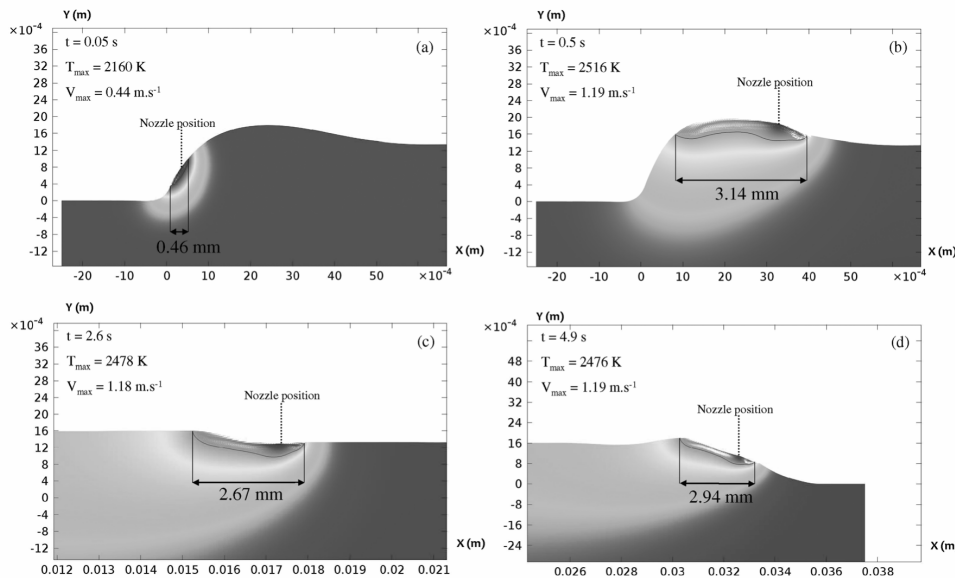 Y (m)
×10⁻⁴
t = 0.05 s
(a)
T_max = 2160 K
V_max = 0.44 m.s⁻¹
Nozzle position
36
32
28
24
20
16
12
8
4
0
-4
-8
-12
0.46 mm
X (m)
-20
-10
0
10
20
30
40
50
60
×10⁻⁴
Y (m)
×10⁻⁴
t = 0.5 s
(b)
T_max = 2516 K
V_max = 1.19 m.s⁻¹
Nozzle position
36
32
28
24
20
16
12
8
4
0
-4
-8
-12
3.14 mm
X (m)
-20
-10
0
10
20
30
40
50
60
×10⁻⁴
Y (m)
×10⁻⁴
t = 2.6 s
(c)
T_max = 2478 K
V_max = 1.18 m.s⁻¹
Nozzle position
36
32
28
24
20
16
12
8
4
0
-4
-8
-12
2.67 mm
X (m)
0.012
0.013
0.014
0.015
0.016
0.017
0.018
0.019
0.02
0.021
Y (m)
×10⁻⁴
t = 4.9 s
(d)
T_max = 2476 K
V_max = 1.19 m.s⁻¹
Nozzle position
48
40
32
24
16
8
0
-8
-16
-24
2.94 mm
X (m)
0.026
0.028
0.03
0.032
0.034
0.036
0.038